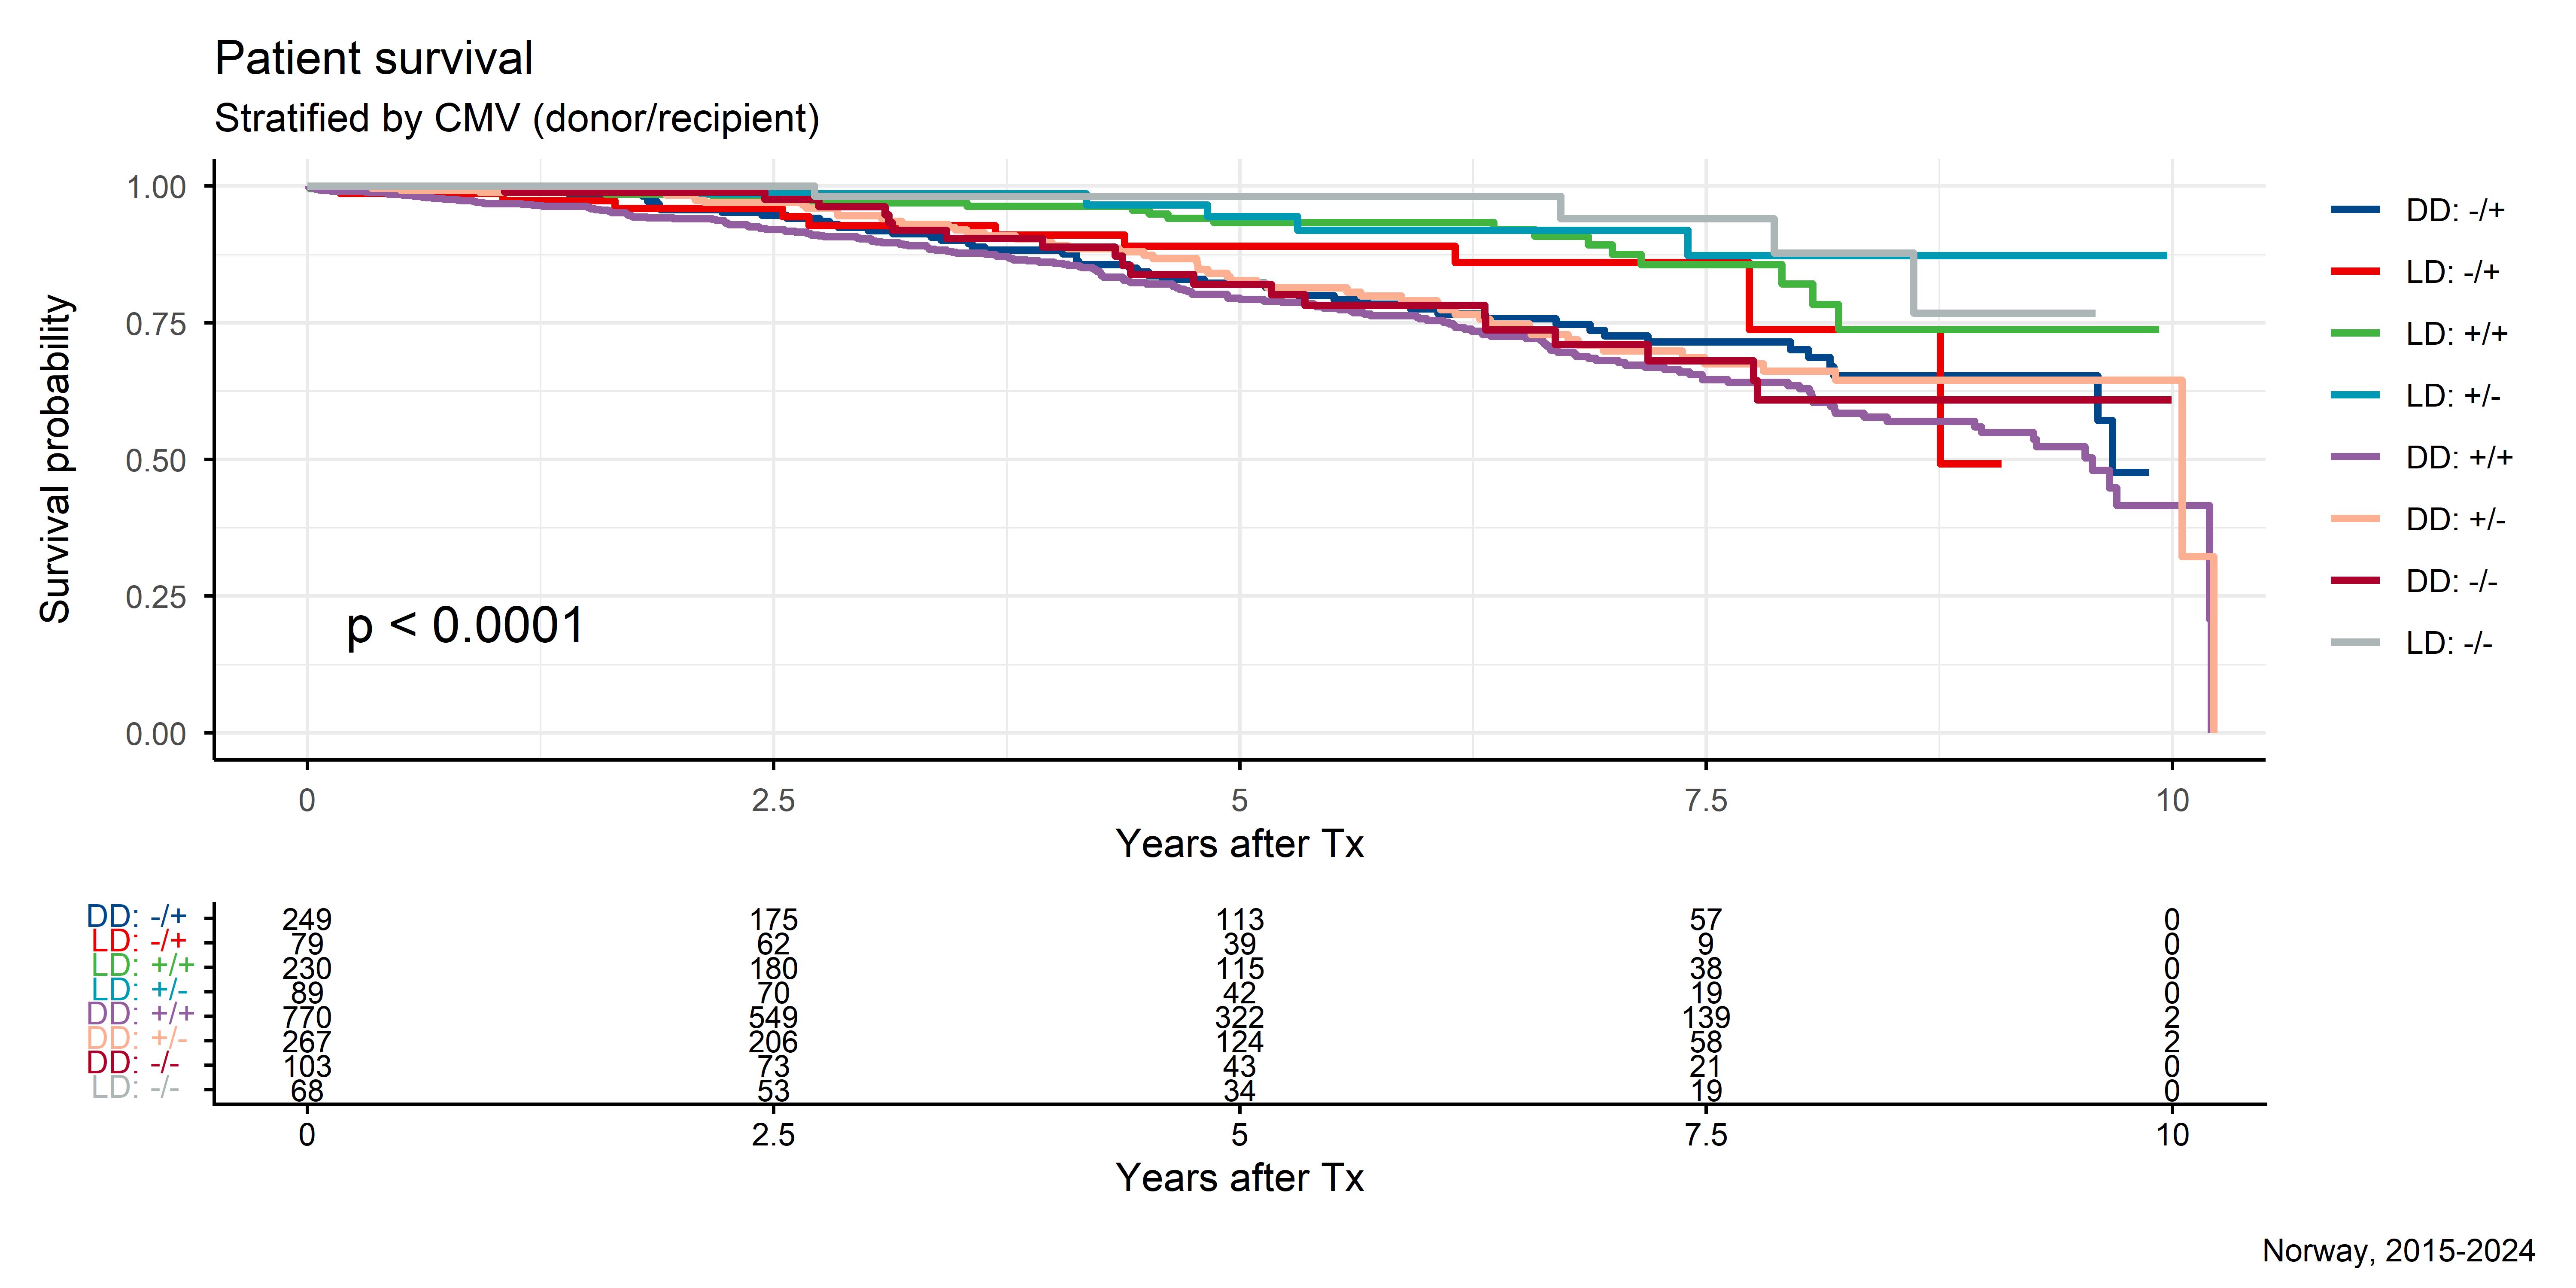 Patient survival
Stratified by CMV (donor/recipient)
Survival probability
1.00
0.75
0.50
0.25
0.00
p < 0.0001
0 2.5 5 7.5 10
Years after Tx
DD: -/+
LD: -/+
LD: +/+
LD: +/-
DD: +/+
DD: +/-
DD: -/-
LD: -/-
DD: -/+ 249 175 113 57 0
LD: -/+ 79 62 39 9 0
LD: +/+ 230 180 115 38 0
LD: +/- 89 70 42 19 0
DD: +/+ 770 549 322 139 2
DD: +/- 267 206 124 58 2
DD: -/- 103 73 43 21 0
LD: -/- 68 53 34 19 0
0 2.5 5 7.5 10
Years after Tx
Norway, 2015-2024